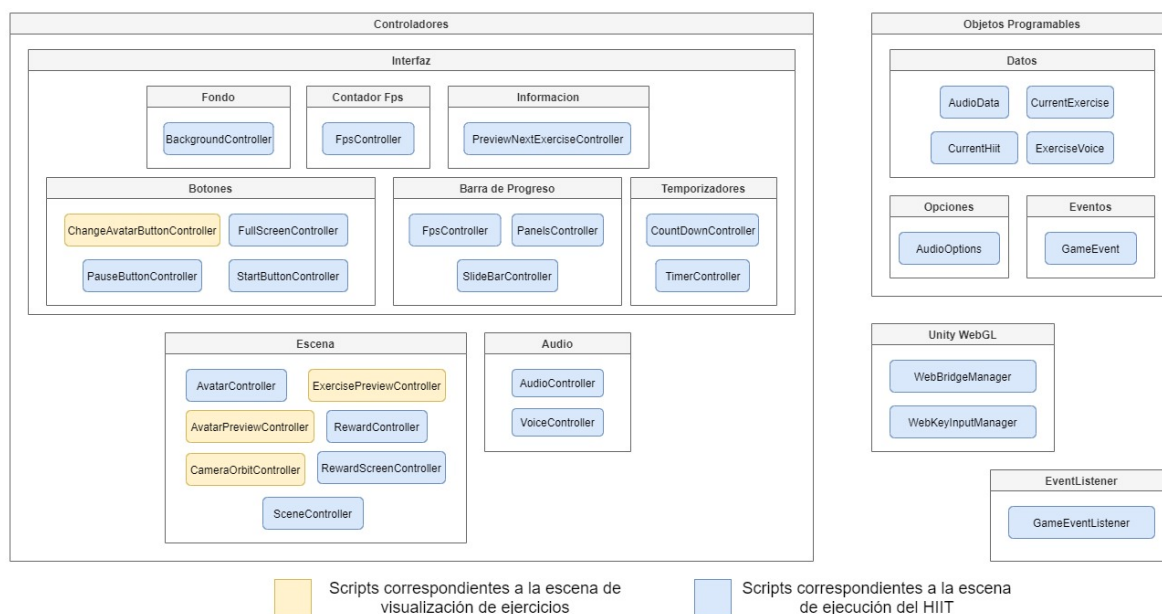 Controladores
Interfaz
Fondo
BackgroundController
Contador Fps
FpsController
Informacion
PreviewNextExerciseController
Botones
ChangeAvatarButtonController
FullScreenController
PauseButtonController
StartButtonController
Barra de Progreso
FpsController
PanelsController
SlideBarController
Temporizadores
CountDownController
TimerController
Escena
AvatarController
ExercisePreviewController
AvatarPreviewController
RewardController
CameraOrbitController
RewardScreenController
SceneController
Audio
AudioController
VoiceController
Objetos Programables
Datos
AudioData
CurrentExercise
CurrentHiit
ExerciseVoice
Opciones
AudioOptions
Eventos
GameEvent
Unity WebGL
WebBridgeManager
WebKeyInputManager
EventListener
GameEventListener
Scripts correspondientes a la escena de
visualización de ejercicios
Scripts correspondientes a la escena
de ejecución del HIIT